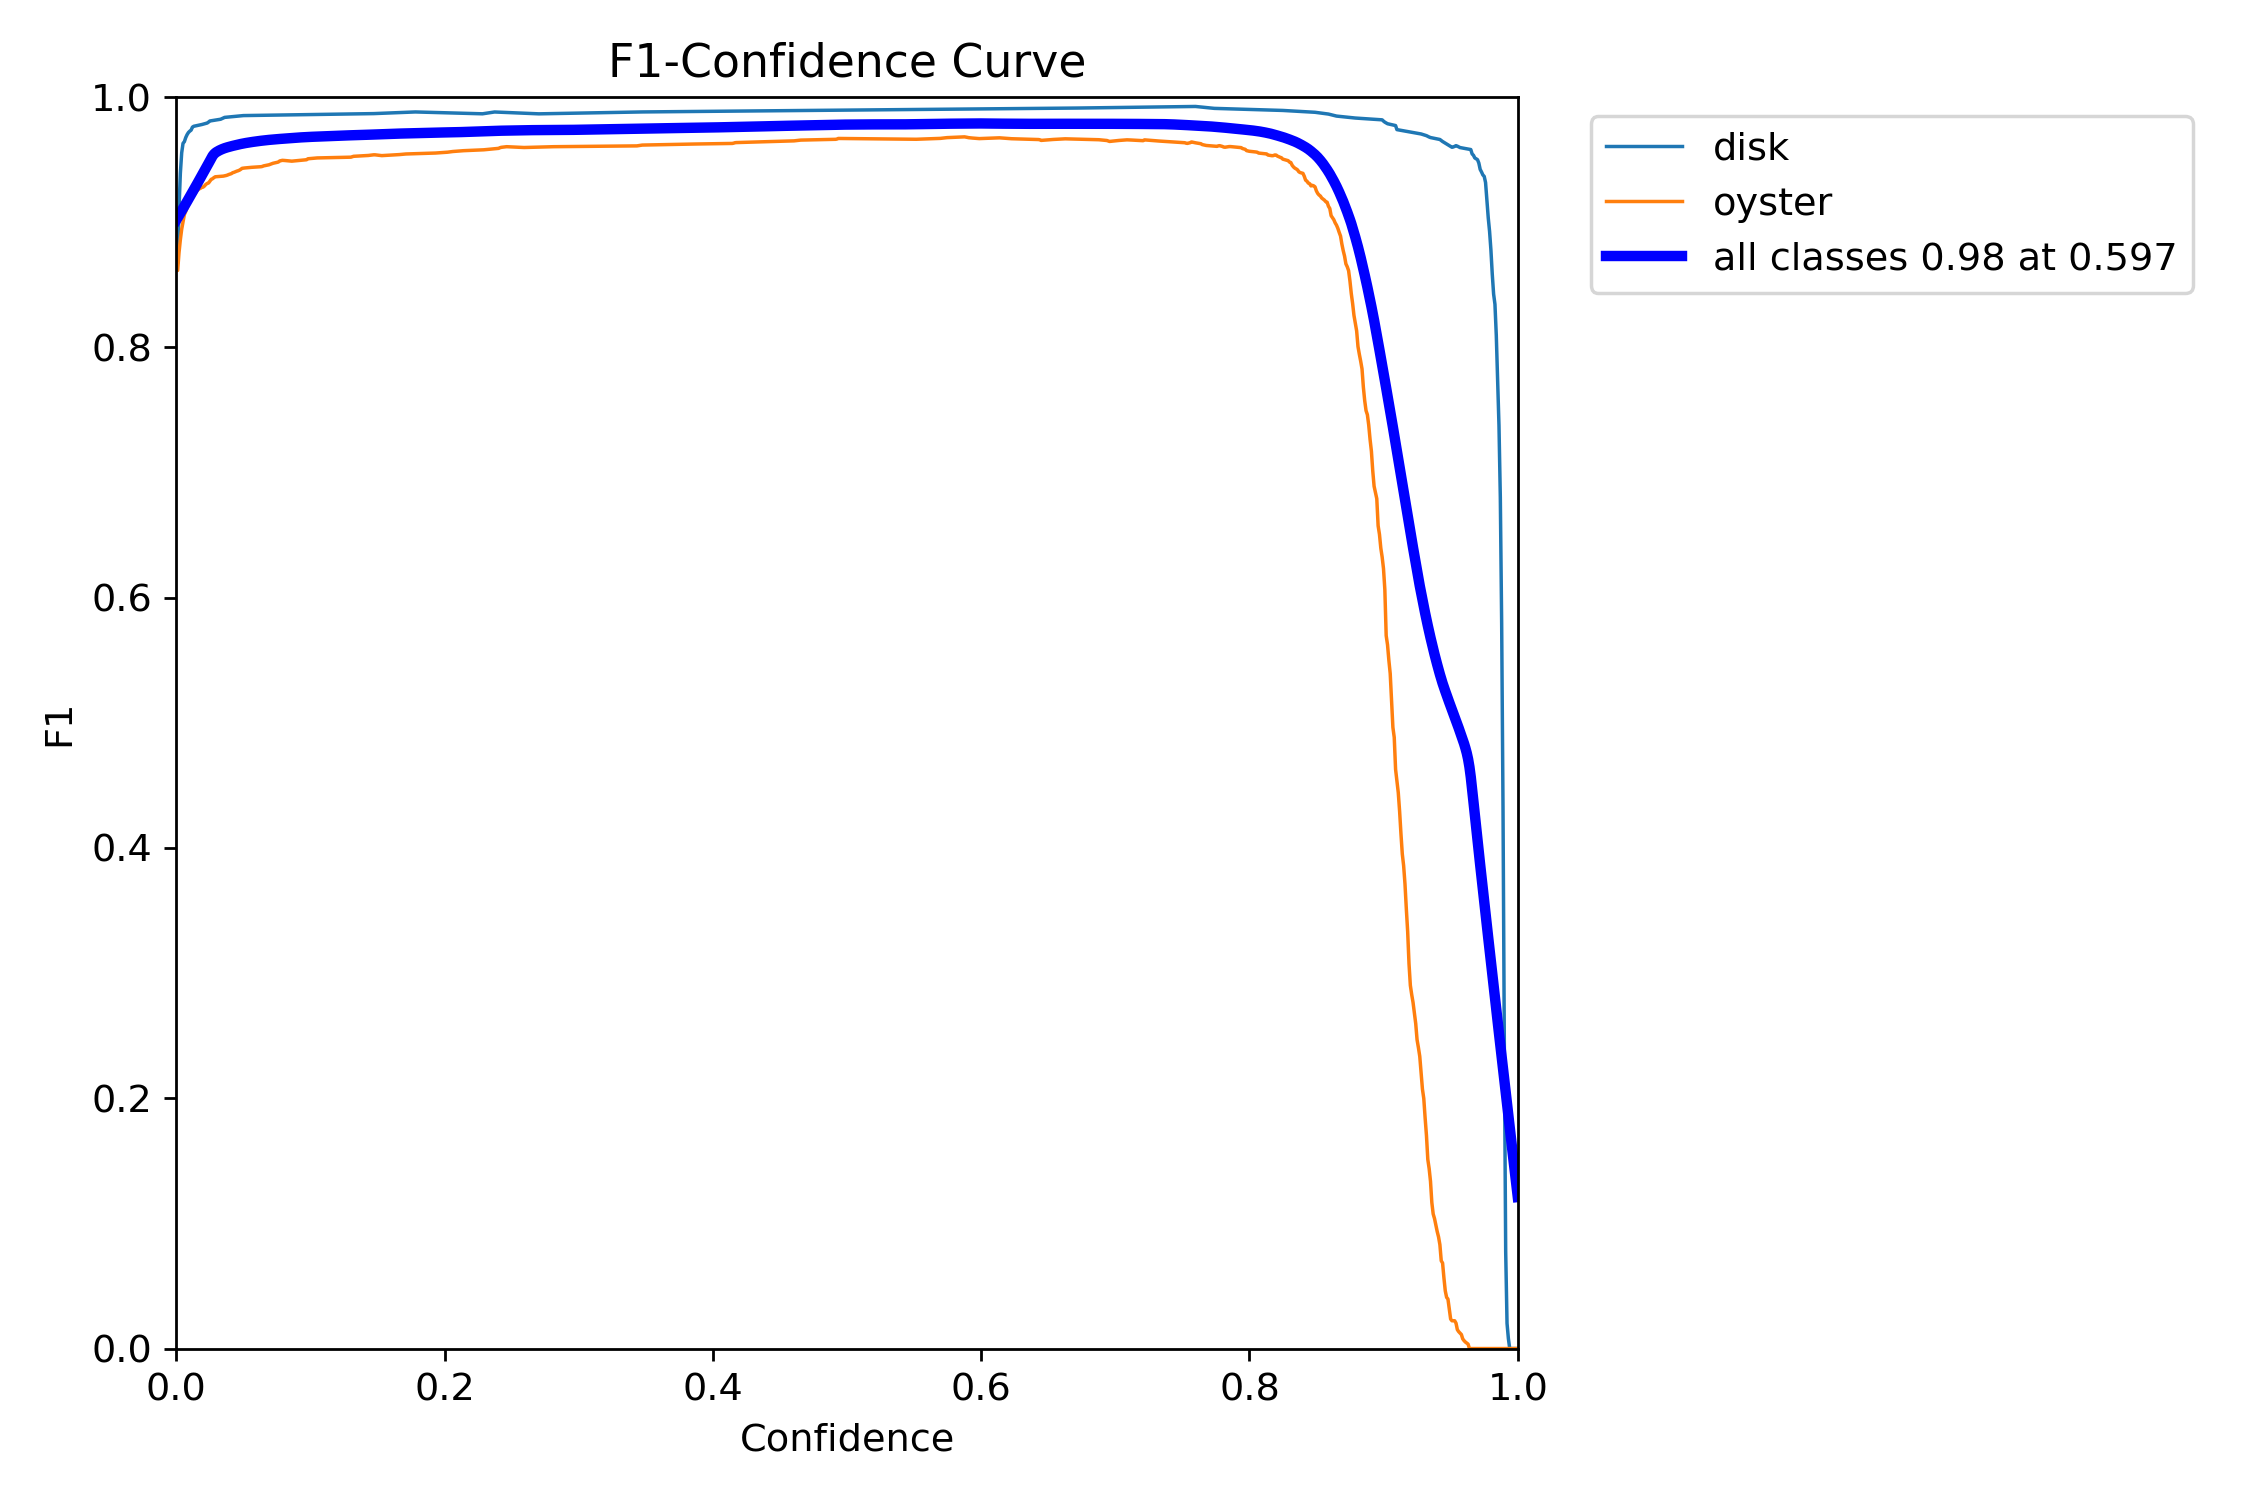 F1-Confidence Curve
1.0
0.8
0.6
0.4
0.2
0.0
F1
0.0 0.2 0.4 0.6 0.8 1.0
Confidence
disk
oyster
all classes 0.98 at 0.597